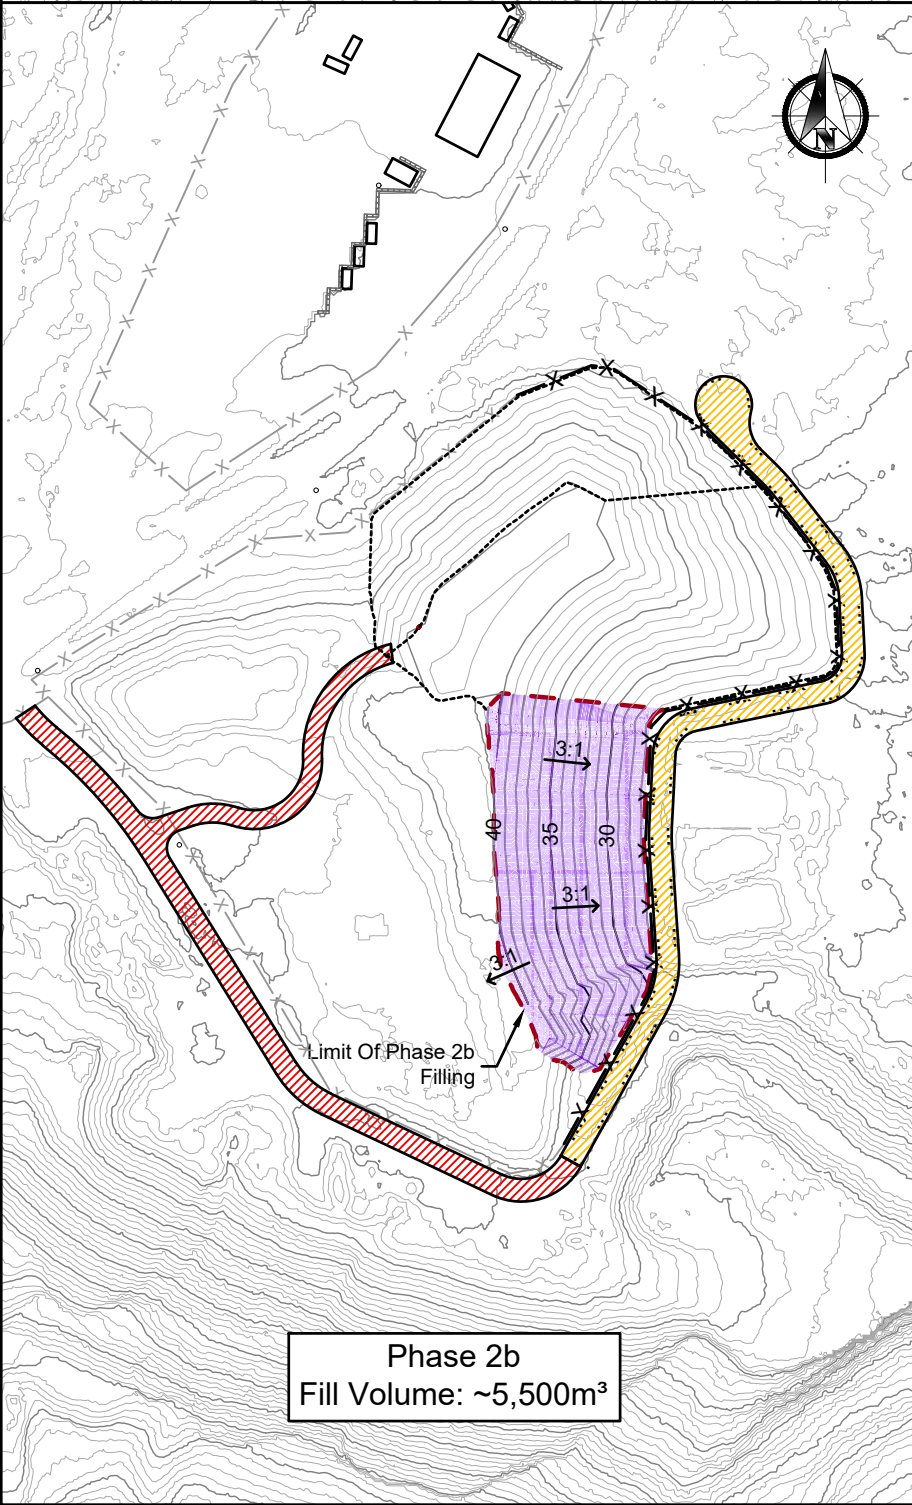 N
3:1
40
35
30
3:1
3:1
Limit Of Phase 2b
Filling
Phase 2b
Fill Volume: ~5,500m³